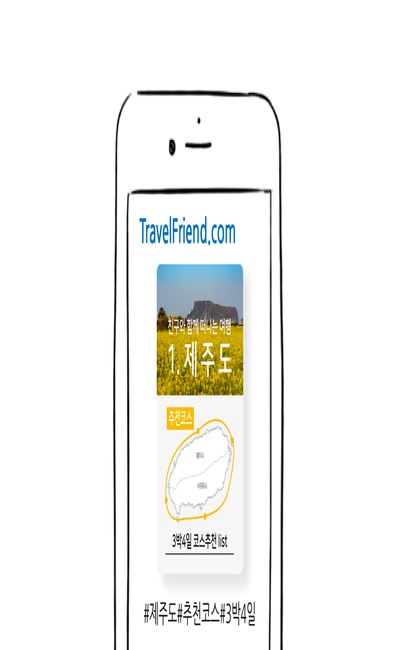 TravelFriend.com
친구와 함께 떠나는 여행
1. 제주도
추천코스
제주시
서귀포시
3박4일 코스추천 list
#제주도#추천코스#3박4일